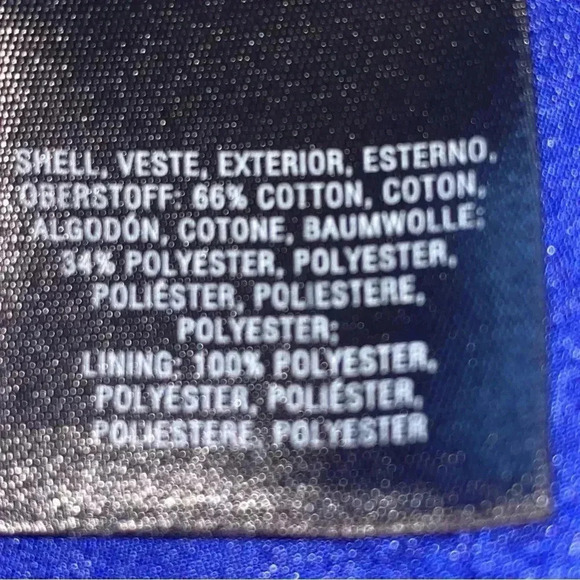 SHELL, VESTE, EXTERIOR, ESTERNO,
OBERSTOFF: 66% COTTON, COTON,
ALGODÓN, COTONE, BAUMWOLLE;
34% POLYESTER, POLYESTER,
POLIÉSTER, POLIESTERE,
POLYESTER;
LINING: 100% POLYESTER,
POLYESTER, POLIÉSTER,
POLIESTERE, POLYESTER